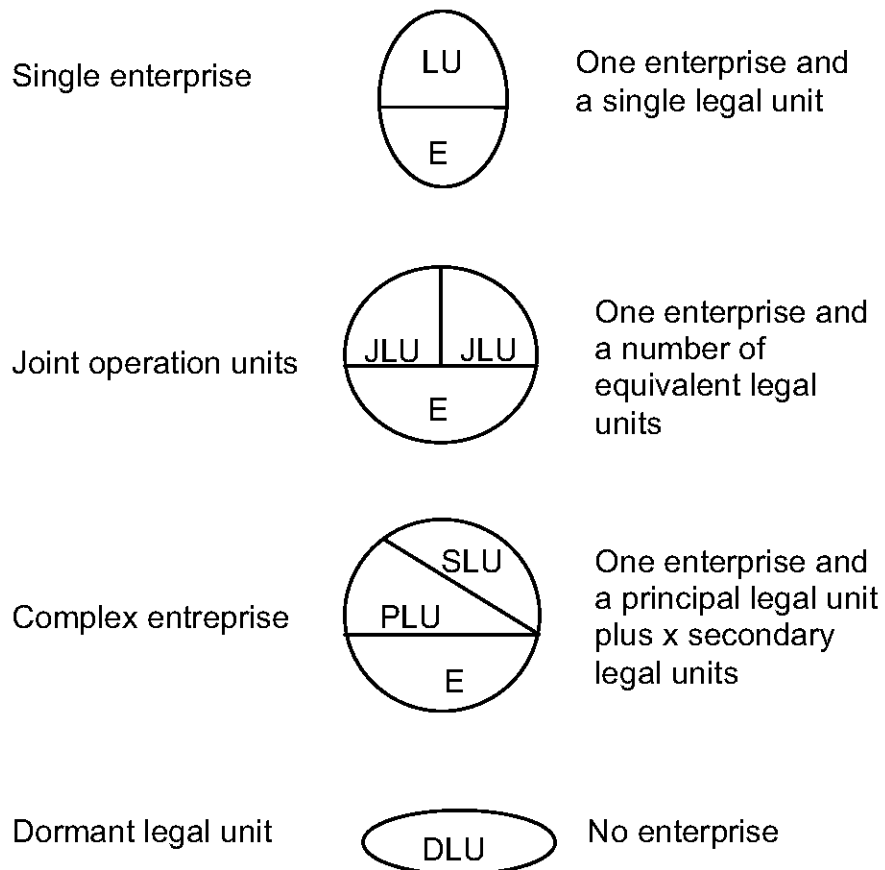 Single enterprise
LU
E
One enterprise and
a single legal unit
Joint operation units
JLU JLU
E
One enterprise and
a number of
equivalent legal
units
Complex entreprise
SLU
PLU
E
One enterprise and
a principal legal unit
plus x secondary
legal units
Dormant legal unit
DLU
No enterprise